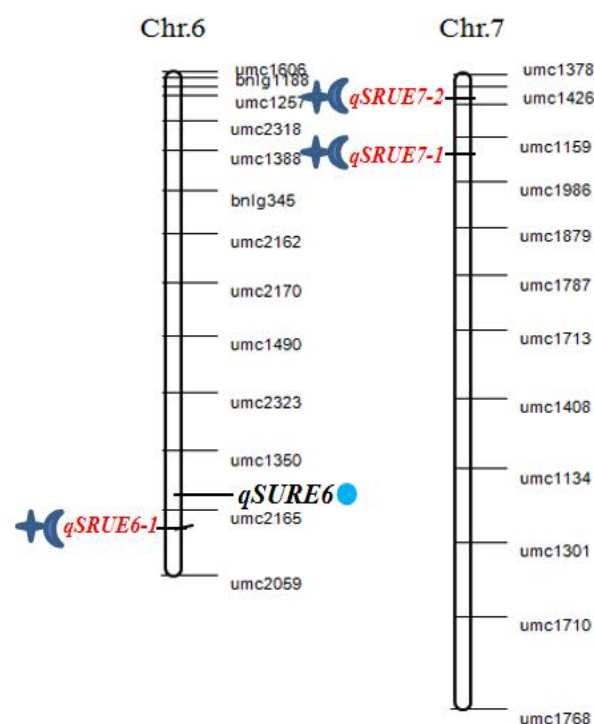 Chr.6
umc1606
bnlg1188
umc1257
umc2318
umc1388
bnlg345
umc2162
umc2170
umc1490
umc2323
umc1350
qSURE6
umc2165
qSRUE6-1
umc2059
Chr.7
umc1378
qSRUE7-2
umc1426
qSRUE7-1
umc1159
umc1986
umc1879
umc1787
umc1713
umc1408
umc1134
umc1301
umc1710
umc1768